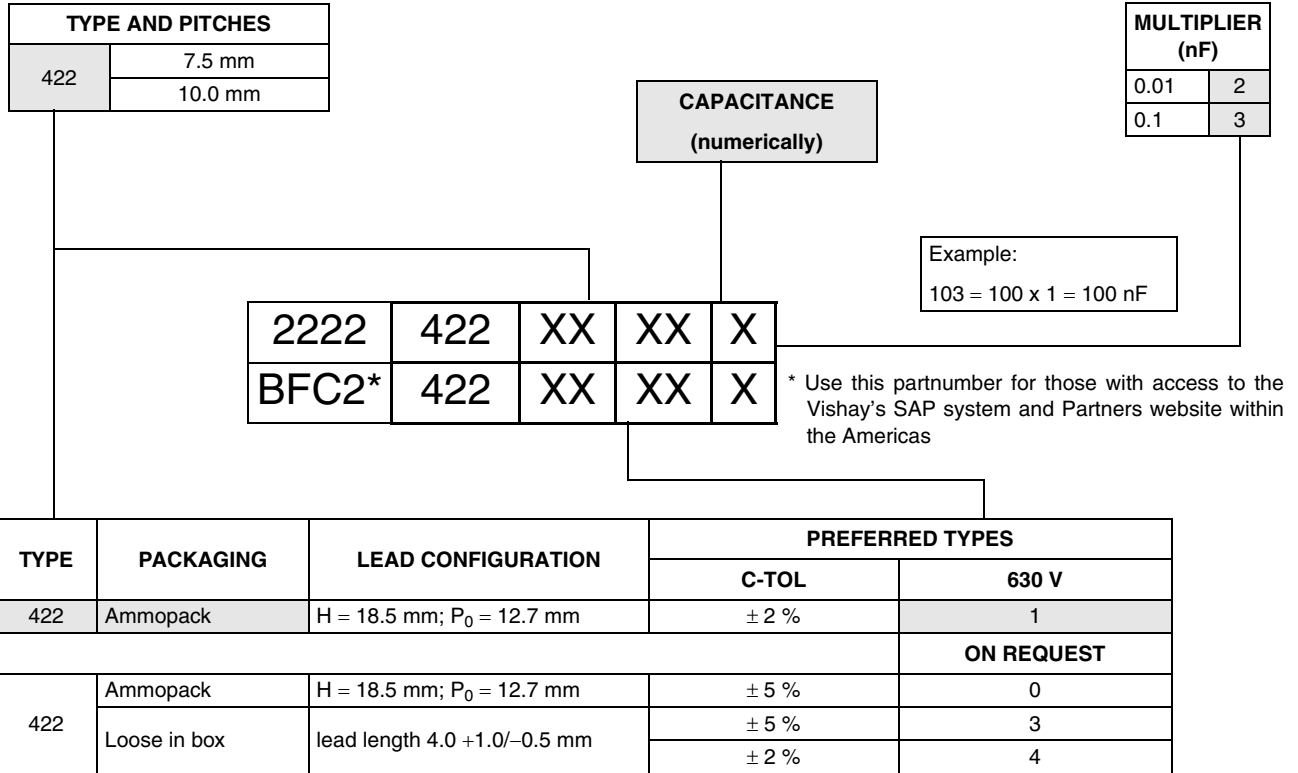 TYPE AND PITCHES
422
7.5 mm
10.0 mm
MULTIPLIER
(nF)
0.01 2
0.1 3
CAPACITANCE
(numerically)
Example:
103 = 100 x 1 = 100 nF
2222 422 XX XX X
BFC2* 422 XX XX X
* Use this partnumber for those with access to the
Vishay's SAP system and Partners website within
the Americas
TYPE PACKAGING LEAD CONFIGURATION PREFERRED TYPES
C-TOL 630 V
422 Ammopack H = 18.5 mm; P0 = 12.7 mm ± 2 % 1
ON REQUEST
422 Ammopack H = 18.5 mm; P0 = 12.7 mm ± 5 % 0
Loose in box lead length 4.0 +1.0/−0.5 mm ± 5 % 3
± 2 % 4